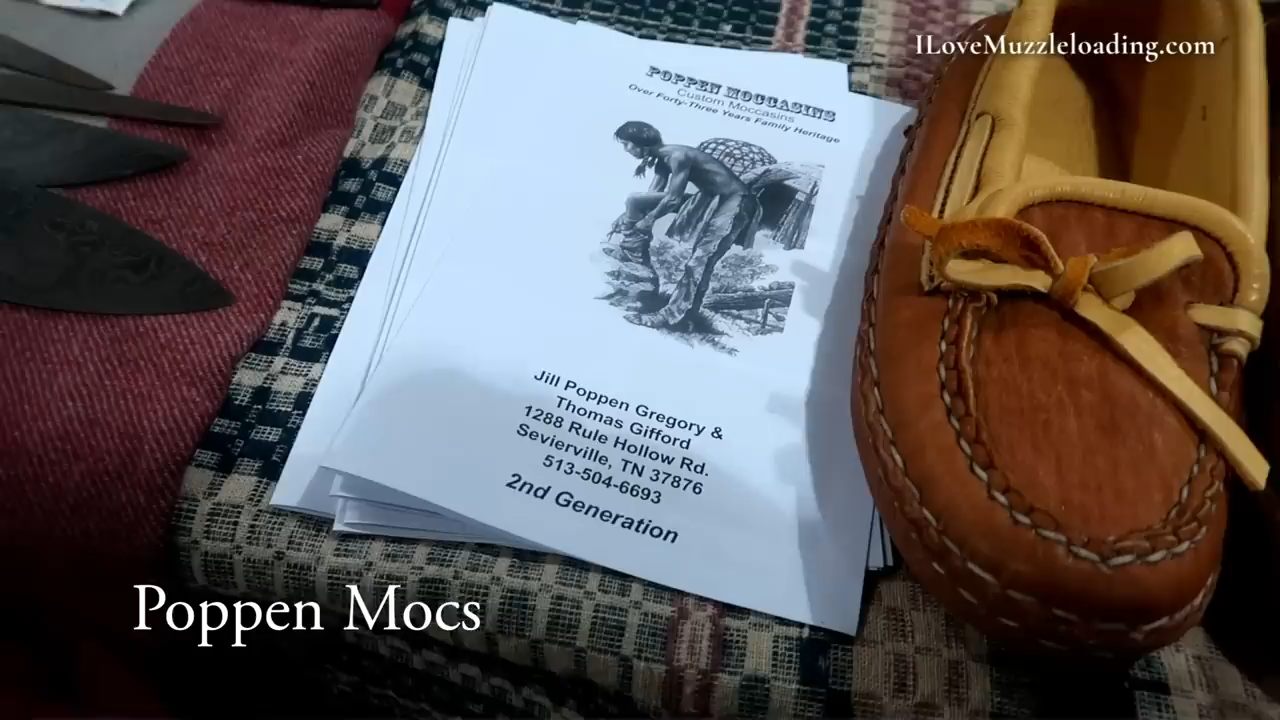 ILoveMuzzleloading.com
POPPEN MOCCASINS
Custom Moccasins
Over Forty-Three Years Family Heritage
Jill Poppen Gregory &
Thomas Gifford
1288 Rule Hollow Rd.
Sevierville, TN 37876
513-504-6693
2nd Generation
Poppen Mocs